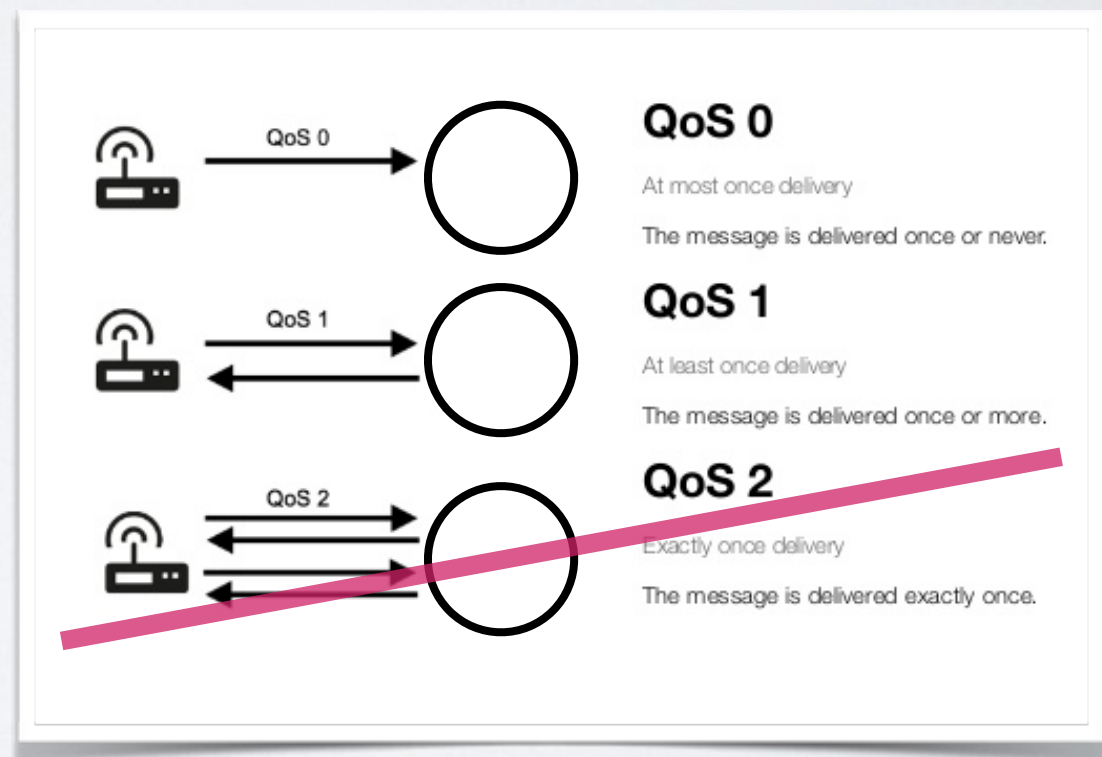 QoS 0
QoS 0
At most once delivery
The message is delivered once or never.
QoS 1
QoS 1
At least once delivery
The message is delivered once or more.
QoS 2
QoS 2
Exactly once delivery
The message is delivered exactly once.